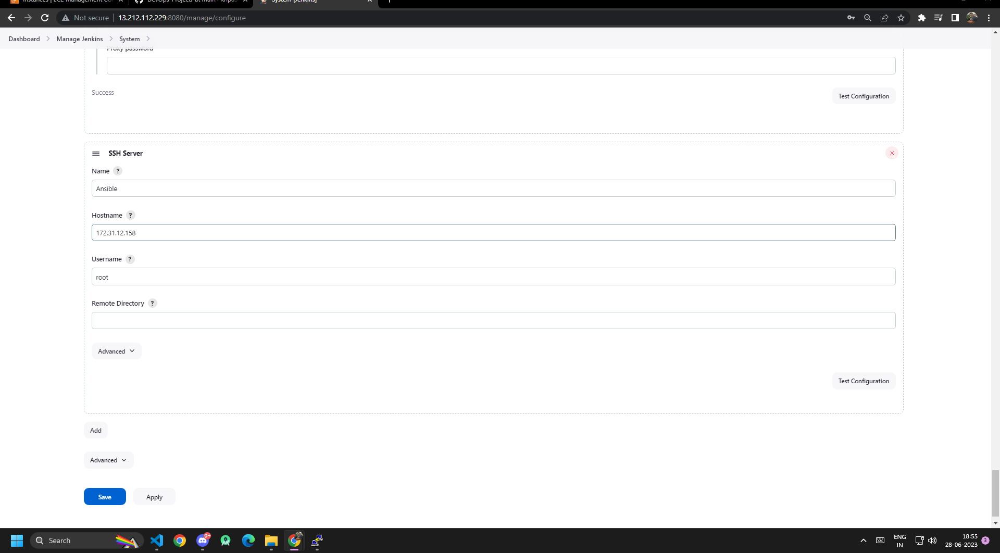 Instances | EC2 Management Co
DevOps-Project/ at main · kripas
System [Jenkins]
Not secure
13.212.112.229:8080/manage/configure
Dashboard
Manage Jenkins
System
Proxy password
Success
Test Configuration
SSH Server
Name ?
Ansible
Hostname ?
172.31.12.158
Username ?
root
Remote Directory ?
Advanced
Test Configuration
Add
Advanced
Save
Apply
Search
9+
ENG
IN
18:55
28-06-2023
3